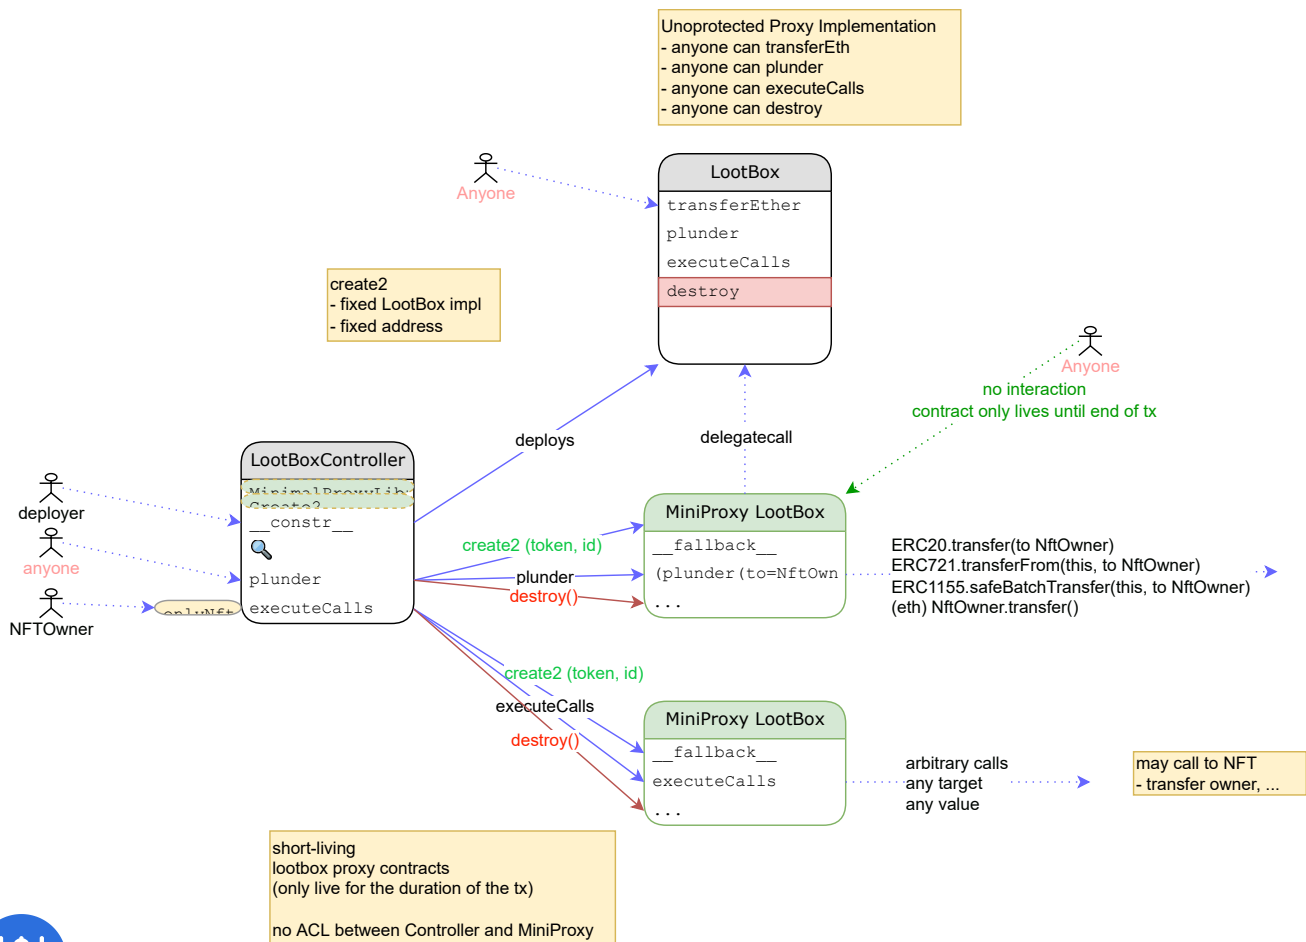 Unoprotected Proxy Implementation
- anyone can transferEth
- anyone can plunder
- anyone can executeCalls
- anyone can destroy
LootBox
transferEther
plunder
executeCalls
destroy
Anyone
create2
- fixed LootBox impl
- fixed address
Anyone
no interaction
contract only lives until end of tx
deploys
delegatecall
LootBoxController
MinimalProxyLib
Create2
__constr__
plunder
executeCalls
deployer
anyone
NFTOwner
onlyNft
create2 (token, id)
plunder
destroy()
MiniProxy LootBox
__fallback__
(plunder(to=NftOwn
...
ERC20.transfer(to NftOwner)
ERC721.transferFrom(this, to NftOwner)
ERC1155.safeBatchTransfer(this, to NftOwner)
(eth) NftOwner.transfer()
create2 (token, id)
executeCalls
destroy()
MiniProxy LootBox
__fallback__
executeCalls
...
arbitrary calls
any target
any value
may call to NFT
- transfer owner, ...
short-living
lootbox proxy contracts
(only live for the duration of the tx)
no ACL between Controller and MiniProxy